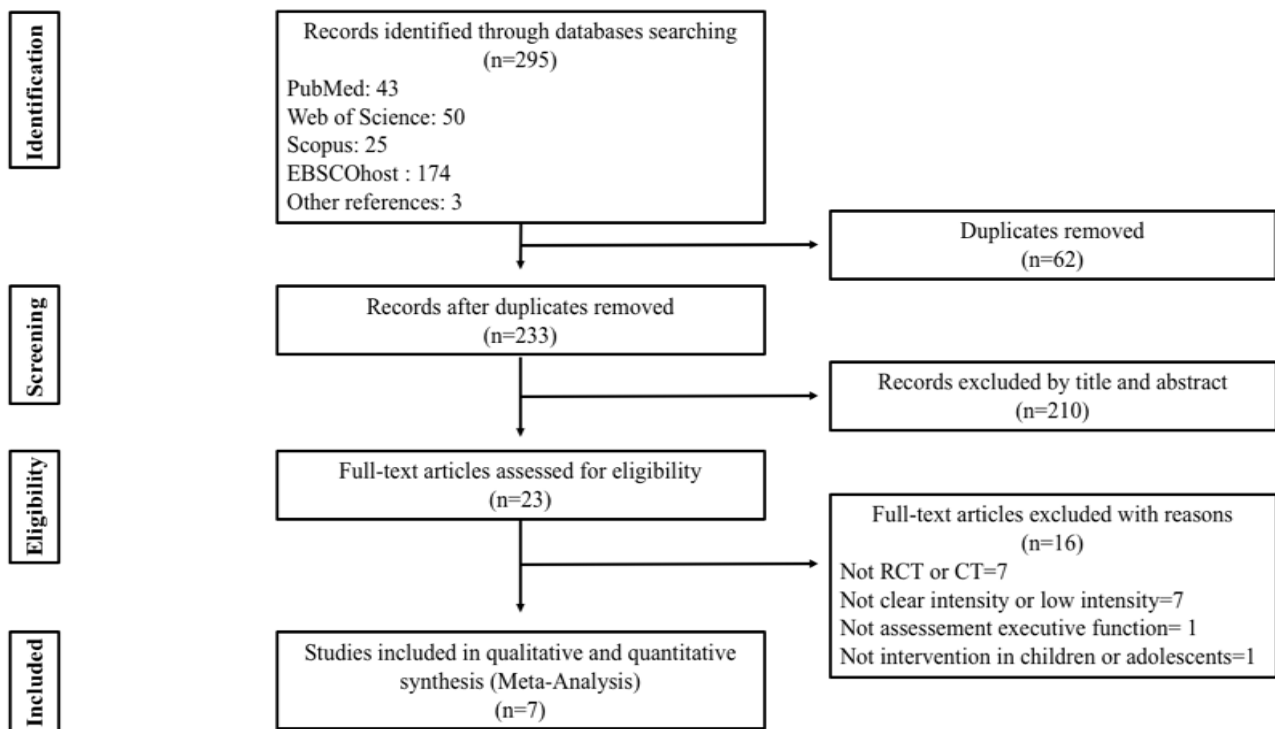 Identification
Records identified through databases searching
(n=295)
PubMed: 43
Web of Science: 50
Scopus: 25
EBSCOhost : 174
Other references: 3
Duplicates removed
(n=62)
Screening
Records after duplicates removed
(n=233)
Records excluded by title and abstract
(n=210)
Eligibility
Full-text articles assessed for eligibility
(n=23)
Full-text articles excluded with reasons
(n=16)
Not RCT or CT=7
Not clear intensity or low intensity=7
Not assessement executive function= 1
Not intervention in children or adolescents=1
Included
Studies included in qualitative and quantitative
synthesis (Meta-Analysis)
(n=7)